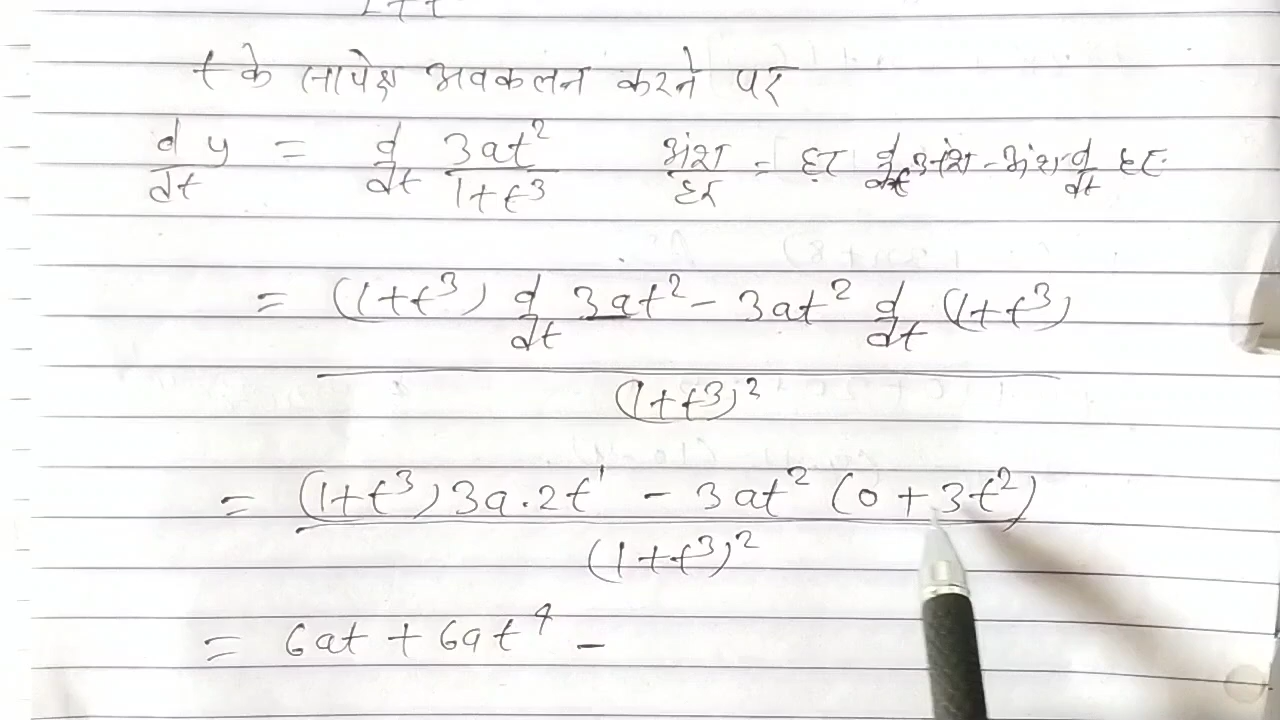 t के सापेक्ष अवकलन करने पर
d/dt y = d/dt 3at²/1+t³ अंश/हर = हर d/dt अंश - अंश d/dt हर
= (1+t³) d/dt 3at² - 3at² d/dt (1+t³)
(1+t³)²
= (1+t³) 3a.2t¹ - 3at² (0+3t²)
(1+t³)²
= 6at + 6at⁴ -